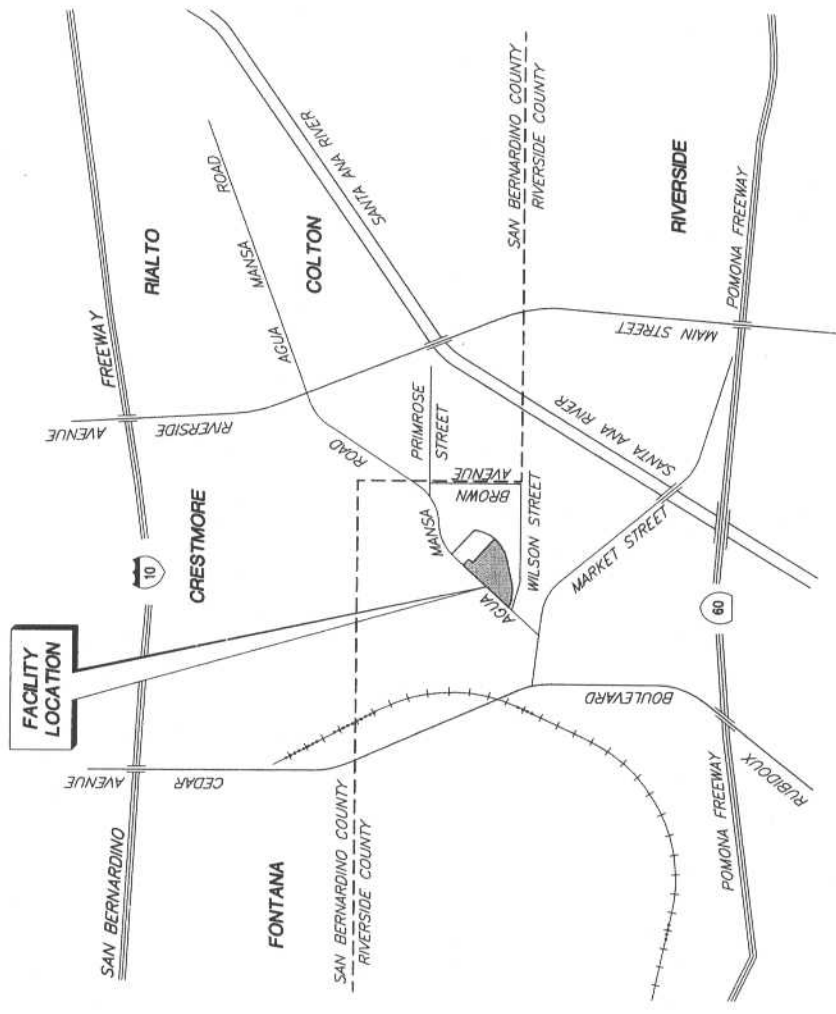 FACILITY
LOCATION
SAN BERNARDINO
FREEWAY
10
AVENUE
CEDAR
AVENUE
RIVERSIDE
CRESTMORE
RIALTO
FONTANA
COLTON
AGUA
MANSA
ROAD
ROAD
MANSA
AGUA
SANTA ANA RIVER
PRIMROSE
STREET
BROWN
AVENUE
SAN BERNARDINO COUNTY
RIVERSIDE COUNTY
SAN BERNARDINO COUNTY
RIVERSIDE COUNTY
WILSON STREET
MARKET STREET
SANTA ANA RIVER
MAIN STREET
RIVERSIDE
BOULEVARD
RUBIDOUX
POMONA FREEWAY
60
POMONA FREEWAY